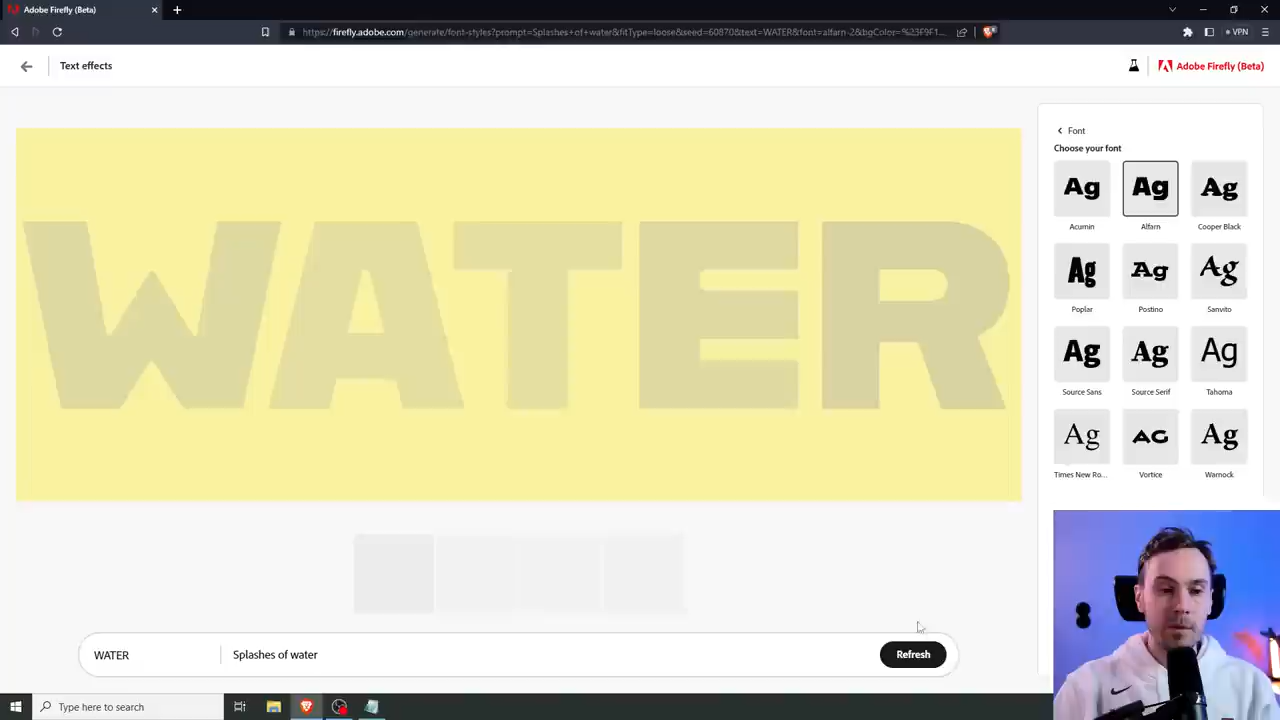 Adobe Firefly (Beta)
https://firefly.adobe.com/generate/font-styles?prompt=Splashes+of+water&fitType=loose&seed=60870&text=WATER&font=alfarn-2&bgColor=%23F9F1...
VPN
Text effects
Adobe Firefly (Beta)
Font
Choose your font
Ag Ag Ag
Acumin Alfarn Cooper Black
Ag Ag Ag
Poplar Postino Sanvito
Ag Ag Ag
Source Sans Source Serif Tahoma
Ag AG Ag
Times New Ro... Vortice Warnock
WATER
WATER Splashes of water Refresh
Type here to search